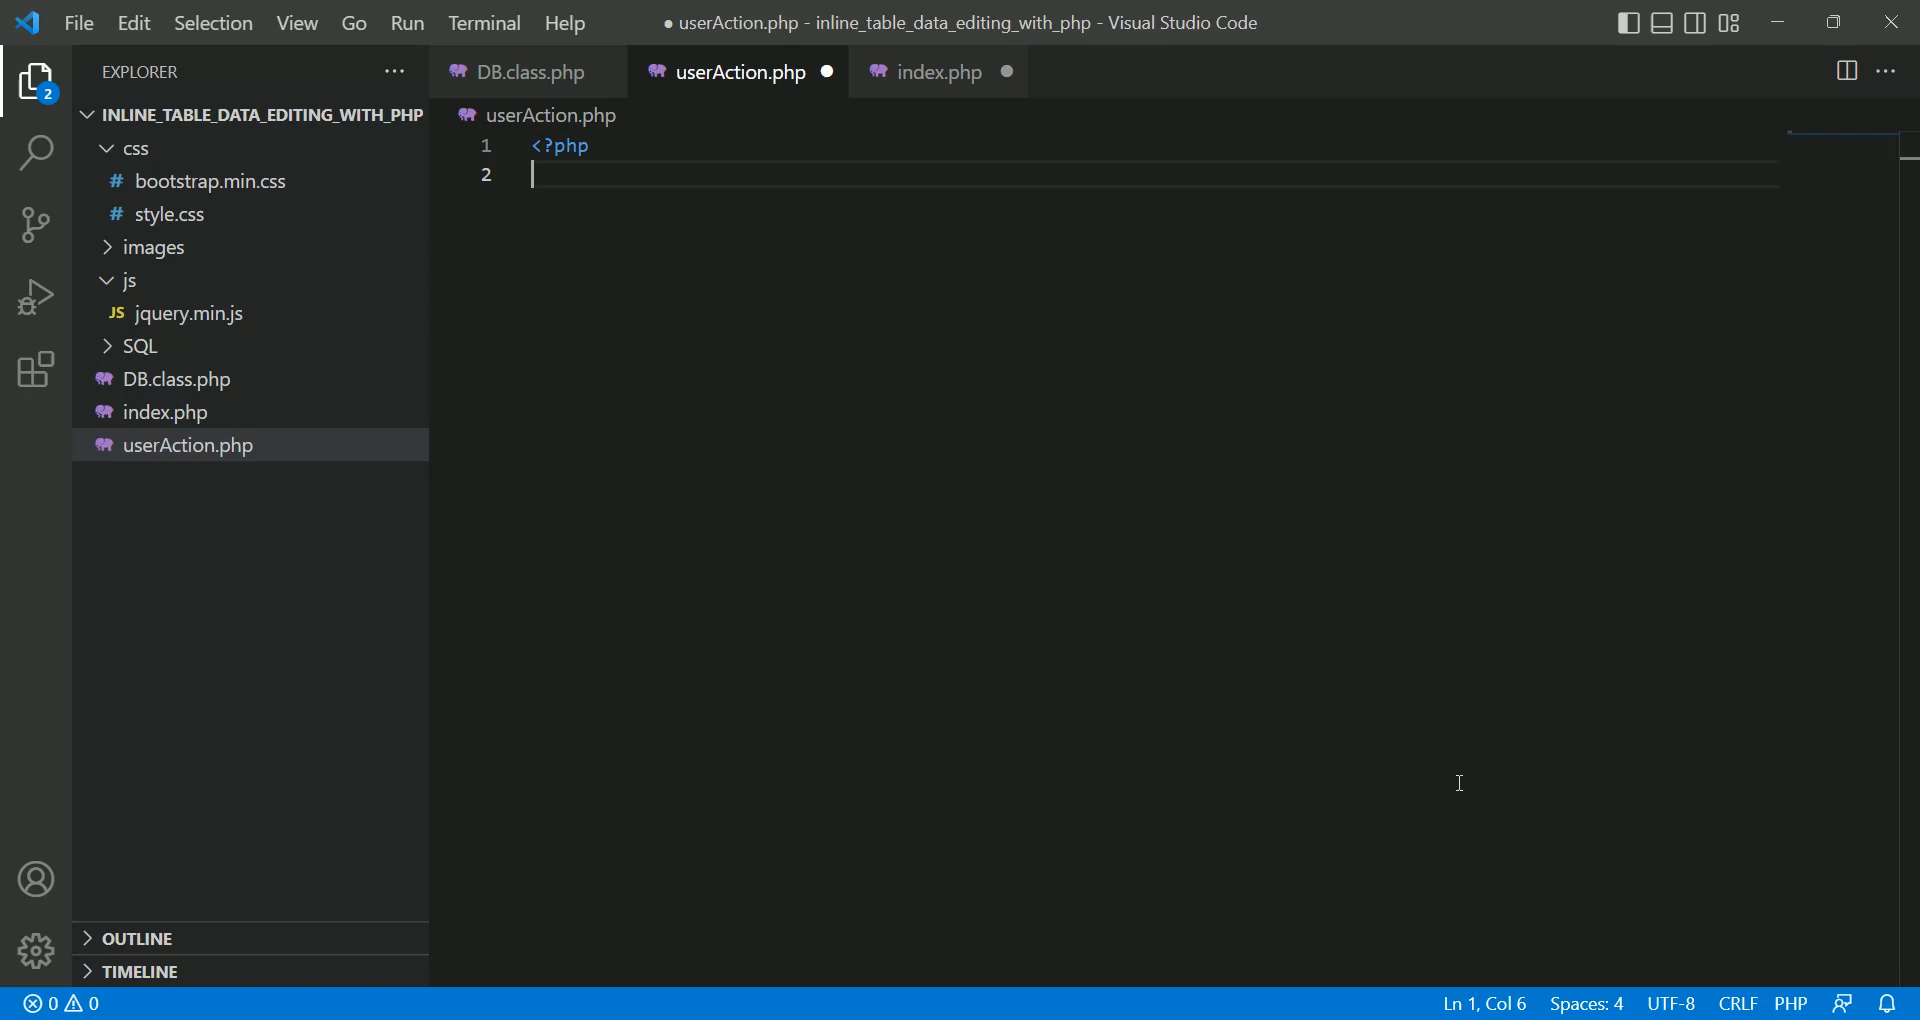 File Edit Selection View Go Run Terminal Help
● userAction.php - inline_table_data_editing_with_php - Visual Studio Code
EXPLORER
DB.class.php
userAction.php
index.php
2
INLINE_TABLE_DATA_EDITING_WITH_PHP
css
# bootstrap.min.css
# style.css
images
js
JS jquery.min.js
SQL
DB.class.php
index.php
userAction.php
userAction.php
1 <?php
2
OUTLINE
TIMELINE
0 0
Ln 1, Col 6 Spaces: 4 UTF-8 CRLF PHP